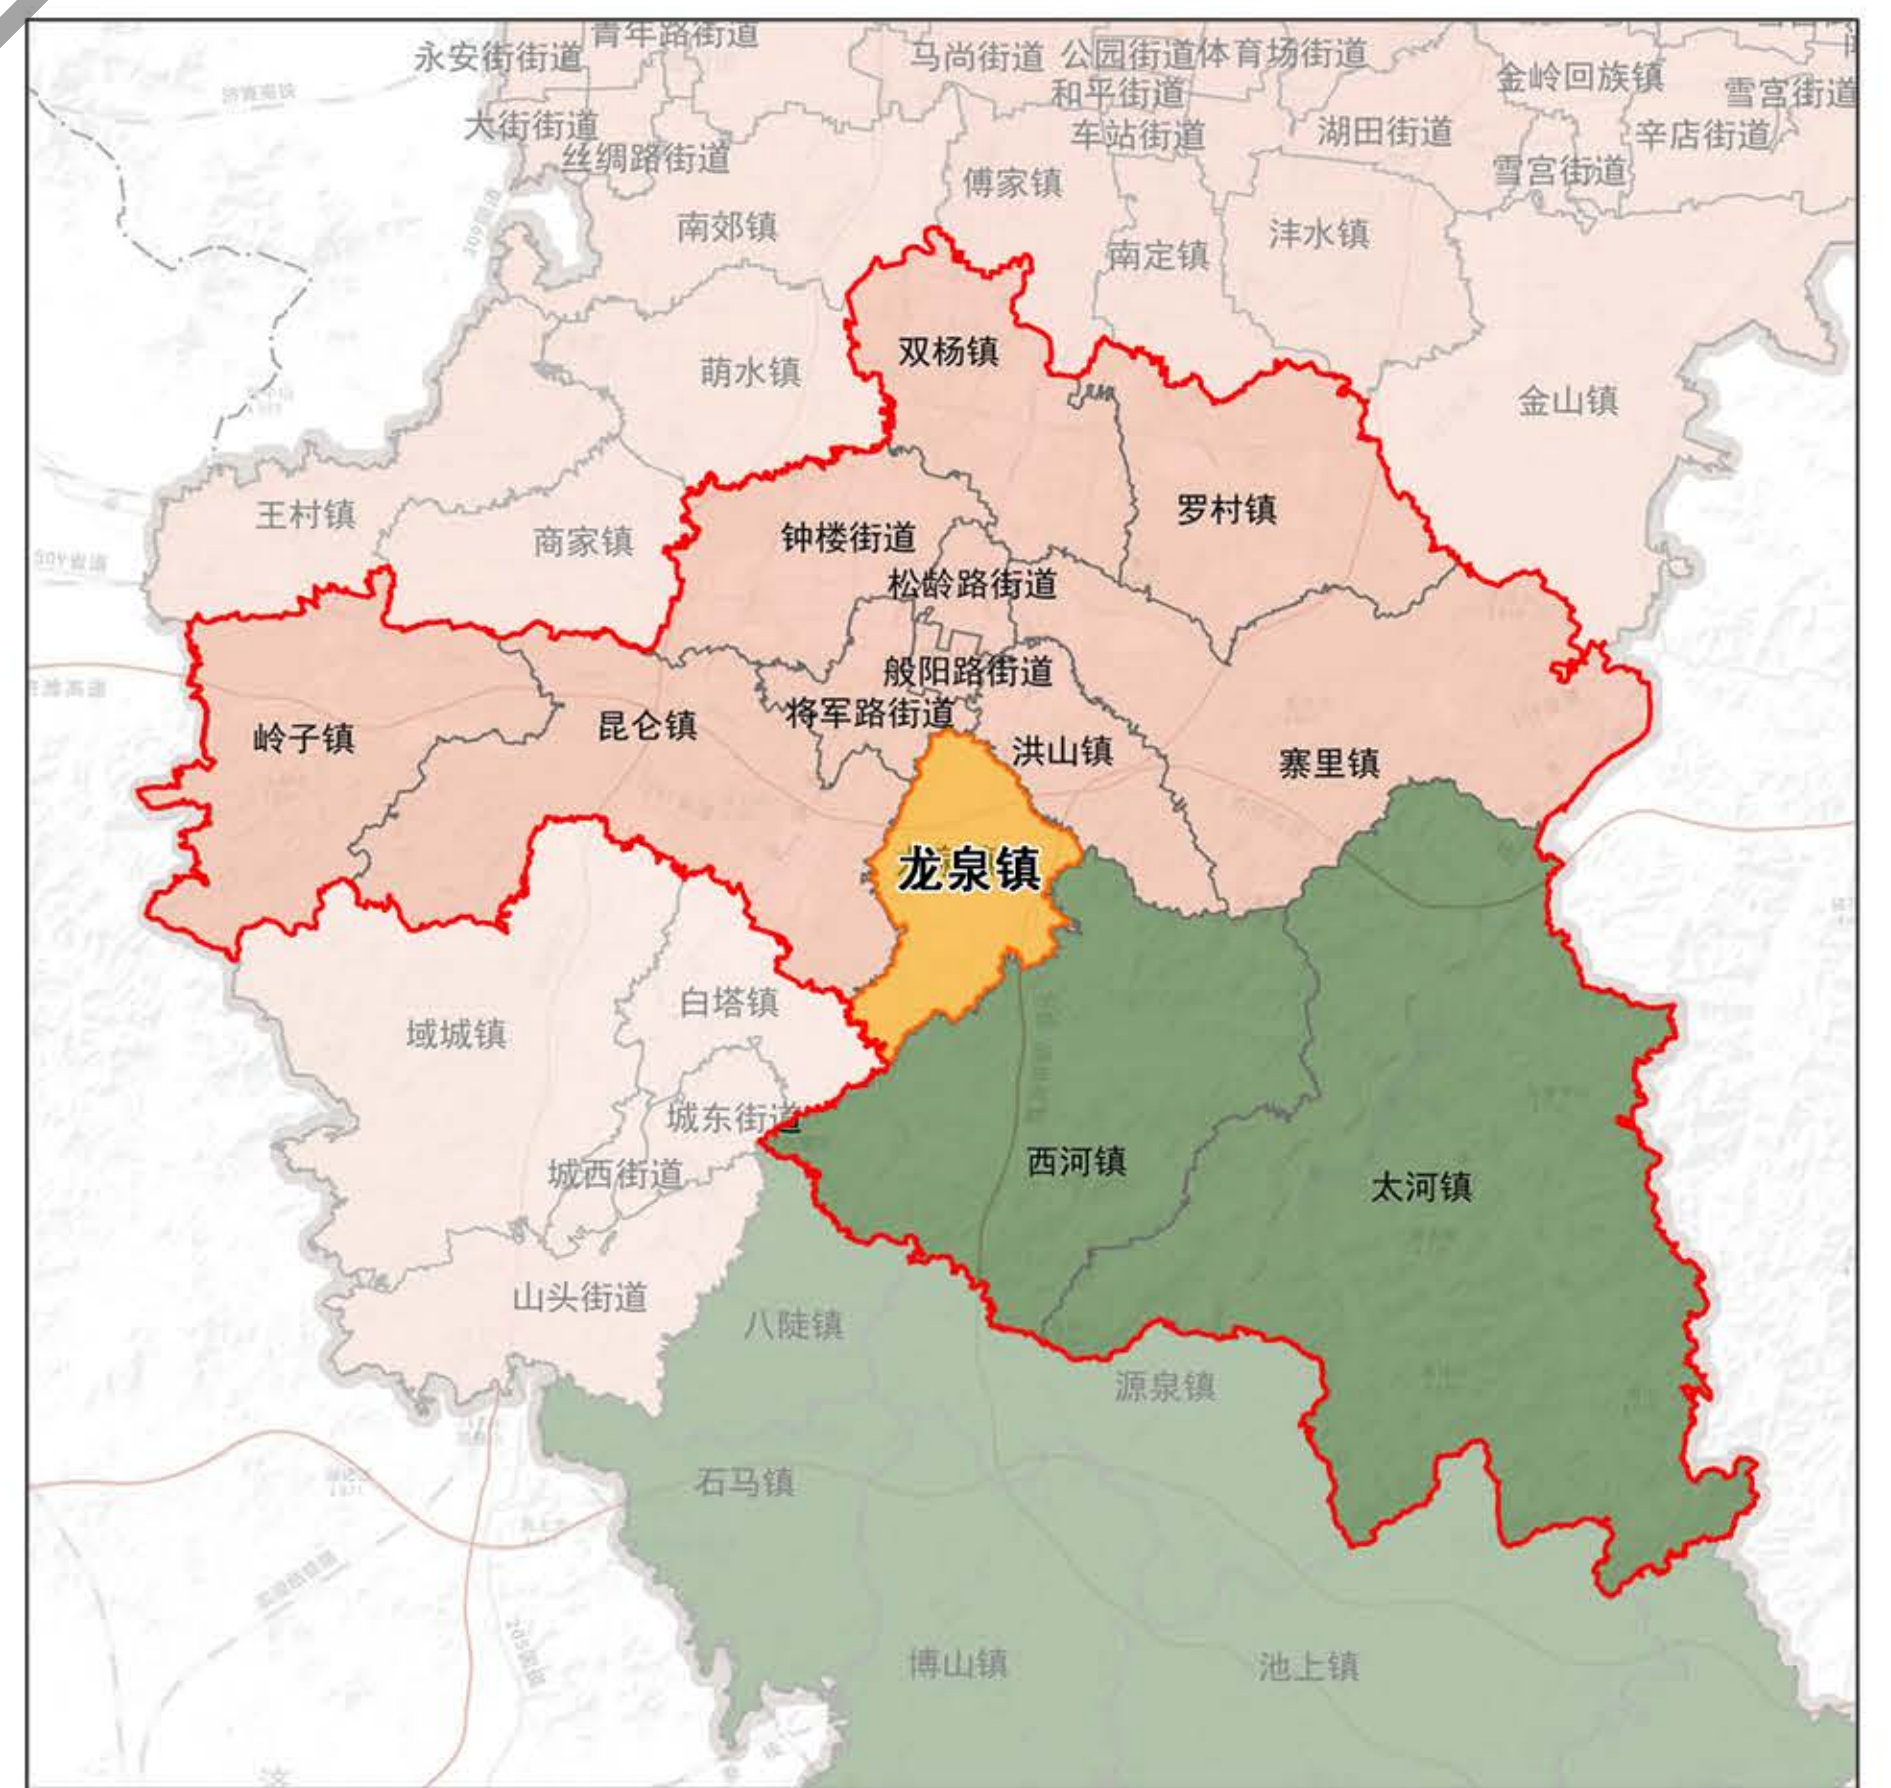 青年路街道
永安街街道
马尚街道
公园街道
体育场街道
金岭回族镇
和平街道
雪宫街道
大街街道
车站街道
湖田街道
辛店街道
丝绸路街道
雪宫街道
傅家镇
南郊镇
沣水镇
南定镇
双杨镇
萌水镇
金山镇
王村镇
罗村镇
钟楼街道
商家镇
松龄路街道
般阳路街道
将军路街道
昆仑镇
岭子镇
洪山镇
寨里镇
龙泉镇
白塔镇
域城镇
城东街道
西河镇
城西街道
太河镇
山头街道
八陡镇
源泉镇
石马镇
博山镇
池上镇